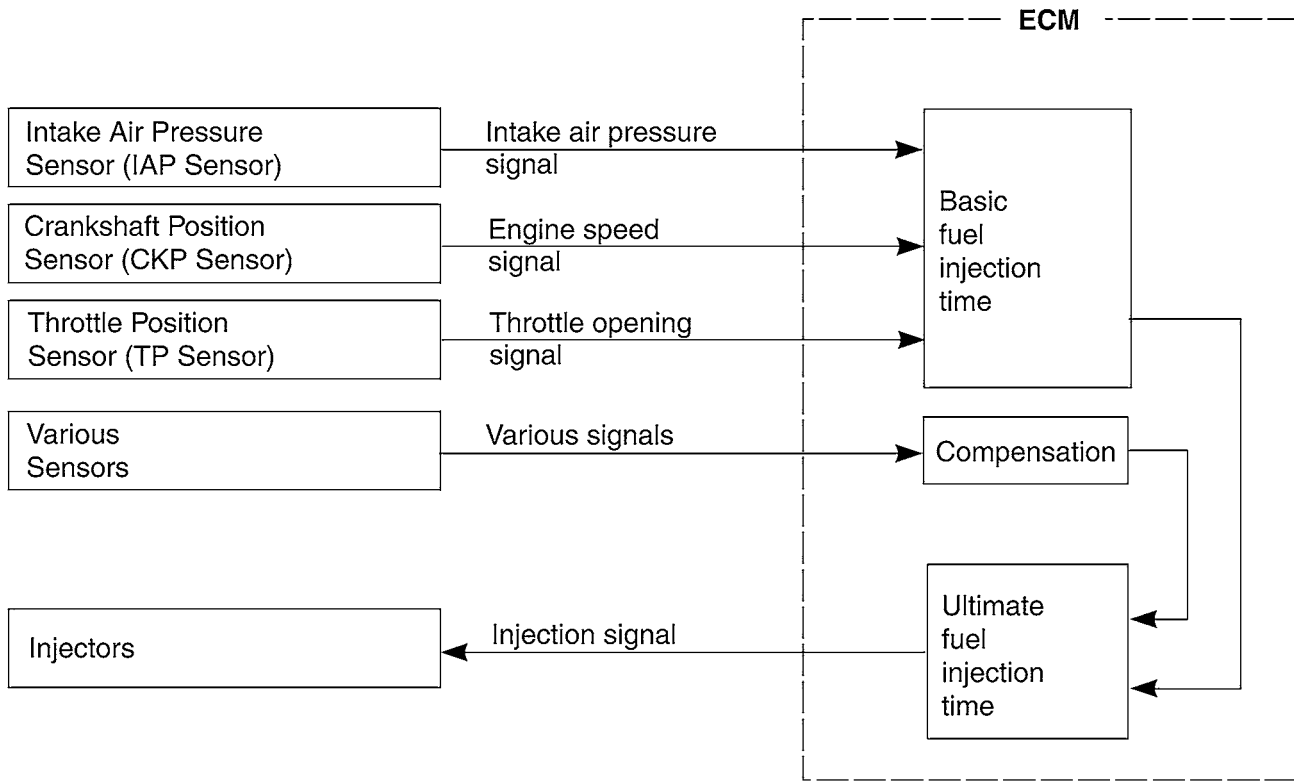 ECM
Intake Air Pressure
Sensor (IAP Sensor)
Intake air pressure
signal
Crankshaft Position
Sensor (CKP Sensor)
Engine speed
signal
Throttle Position
Sensor (TP Sensor)
Throttle opening
signal
Basic
fuel
injection
time
Various
Sensors
Various signals
Compensation
Injectors
Injection signal
Ultimate
fuel
injection
time